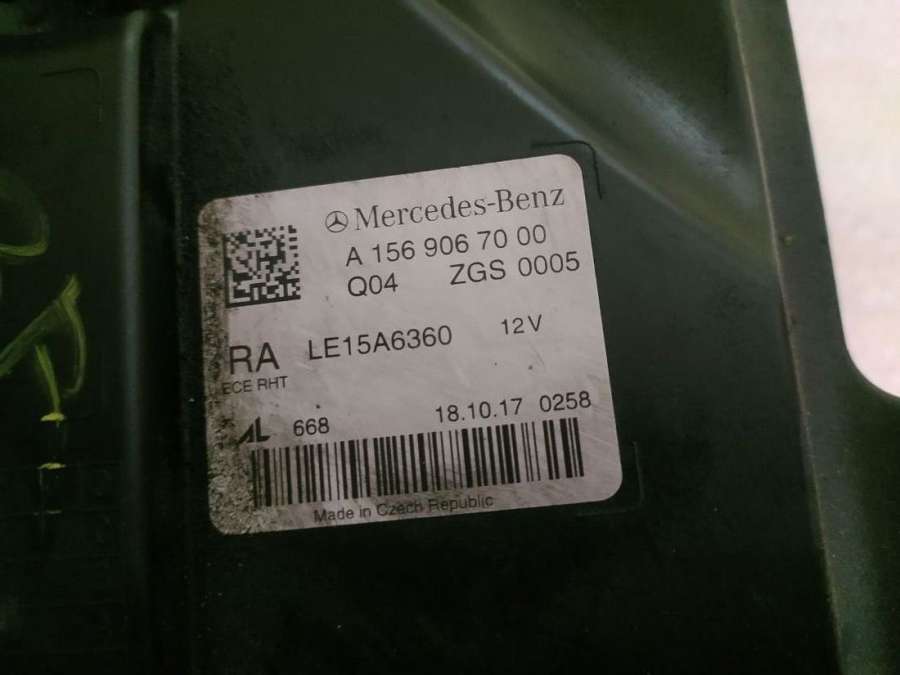 Mercedes-Benz
A 156 906 70 00
Q04 ZGS 0005
RA LE15A6360 12V
ECE RHT
AL 668 18.10.17 0258
Made in Czech Republic